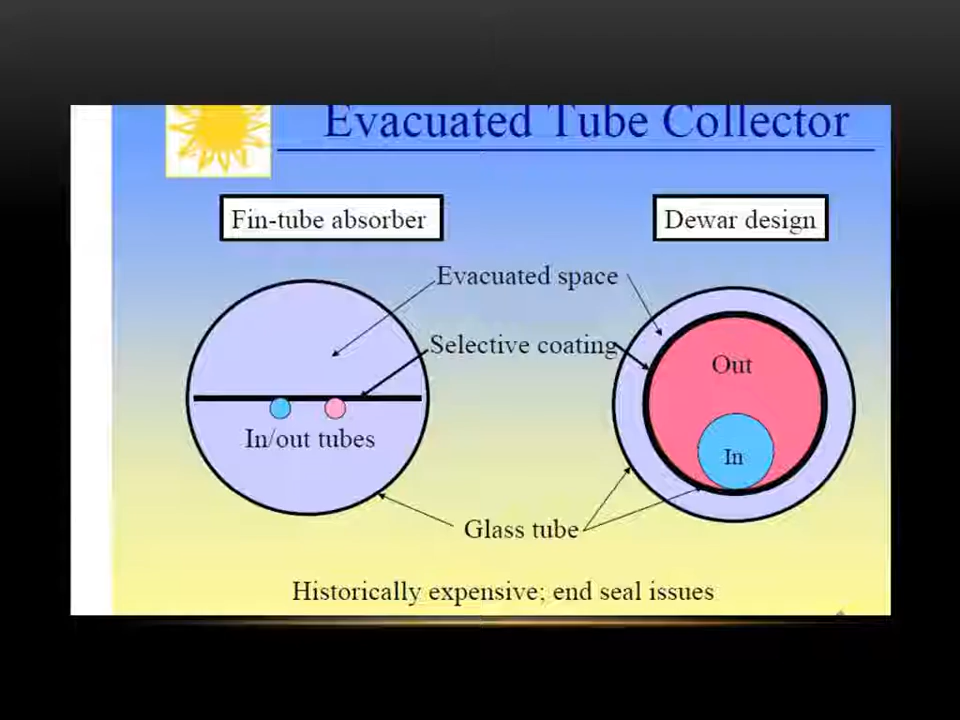 Evacuated Tube Collector
Fin-tube absorber
Dewar design
Evacuated space
Selective coating
Out
In/out tubes
In
Glass tube
Historically expensive; end seal issues